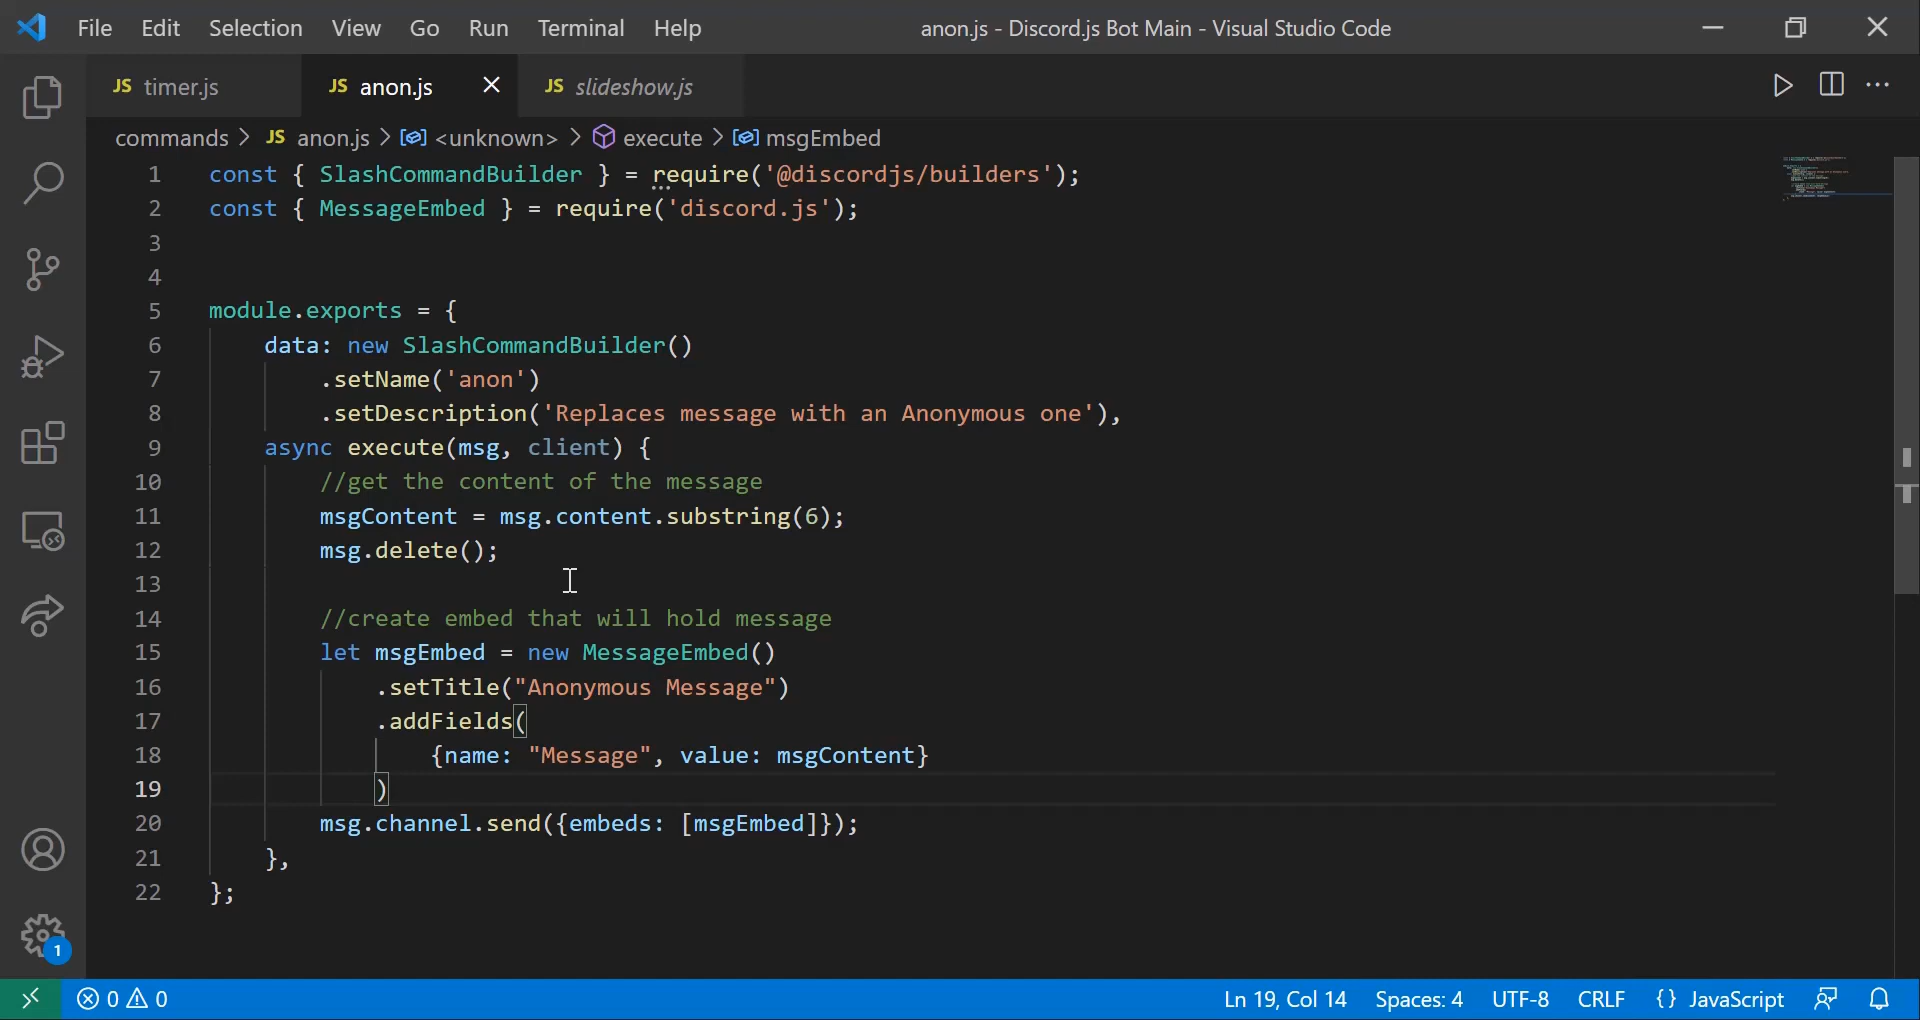 File Edit Selection View Go Run Terminal Help anon.js - Discord.js Bot Main - Visual Studio Code
JS timer.js JS anon.js JS slideshow.js
commands > JS anon.js > <unknown> > execute > msgEmbed
1 const { SlashCommandBuilder } = require('@discordjs/builders');
2 const { MessageEmbed } = require('discord.js');
3
4
5 module.exports = {
6 data: new SlashCommandBuilder()
7 .setName('anon')
8 .setDescription('Replaces message with an Anonymous one'),
9 async execute(msg, client) {
10 //get the content of the message
11 msgContent = msg.content.substring(6);
12 msg.delete();
13
14 //create embed that will hold message
15 let msgEmbed = new MessageEmbed()
16 .setTitle("Anonymous Message")
17 .addFields(
18 {name: "Message", value: msgContent}
19 )
20 msg.channel.send({embeds: [msgEmbed]});
21 },
22 };
1
0 0 Ln 19, Col 14 Spaces: 4 UTF-8 CRLF {} JavaScript